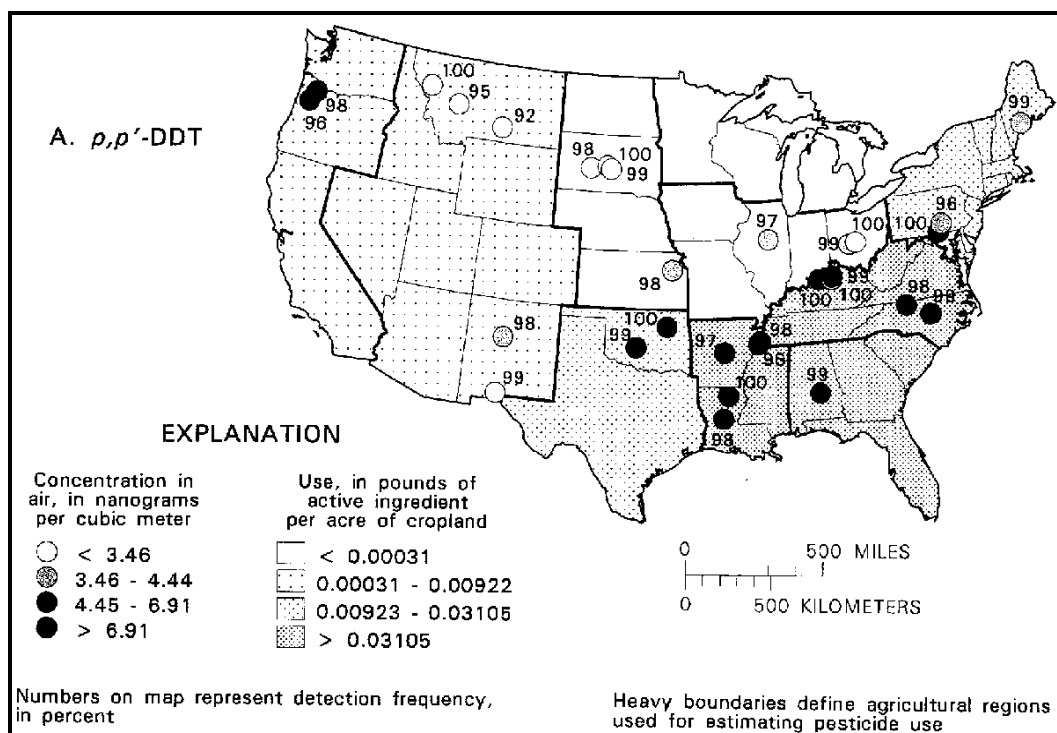 A. p,p'-DDT
100
95
92
98
96
98
100
99
99
97
96
100
100
99
99
100
100
98
98
99
98
100
99
97
98
96
100
98
99
99
EXPLANATION
Concentration in
air, in nanograms
per cubic meter
< 3.46
3.46 - 4.44
4.45 - 6.91
> 6.91
Use, in pounds of
active ingredient
per acre of cropland
< 0.00031
0.00031 - 0.00922
0.00923 - 0.03105
> 0.03105
0 500 MILES
0 500 KILOMETERS
Numbers on map represent detection frequency,
in percent
Heavy boundaries define agricultural regions
used for estimating pesticide use